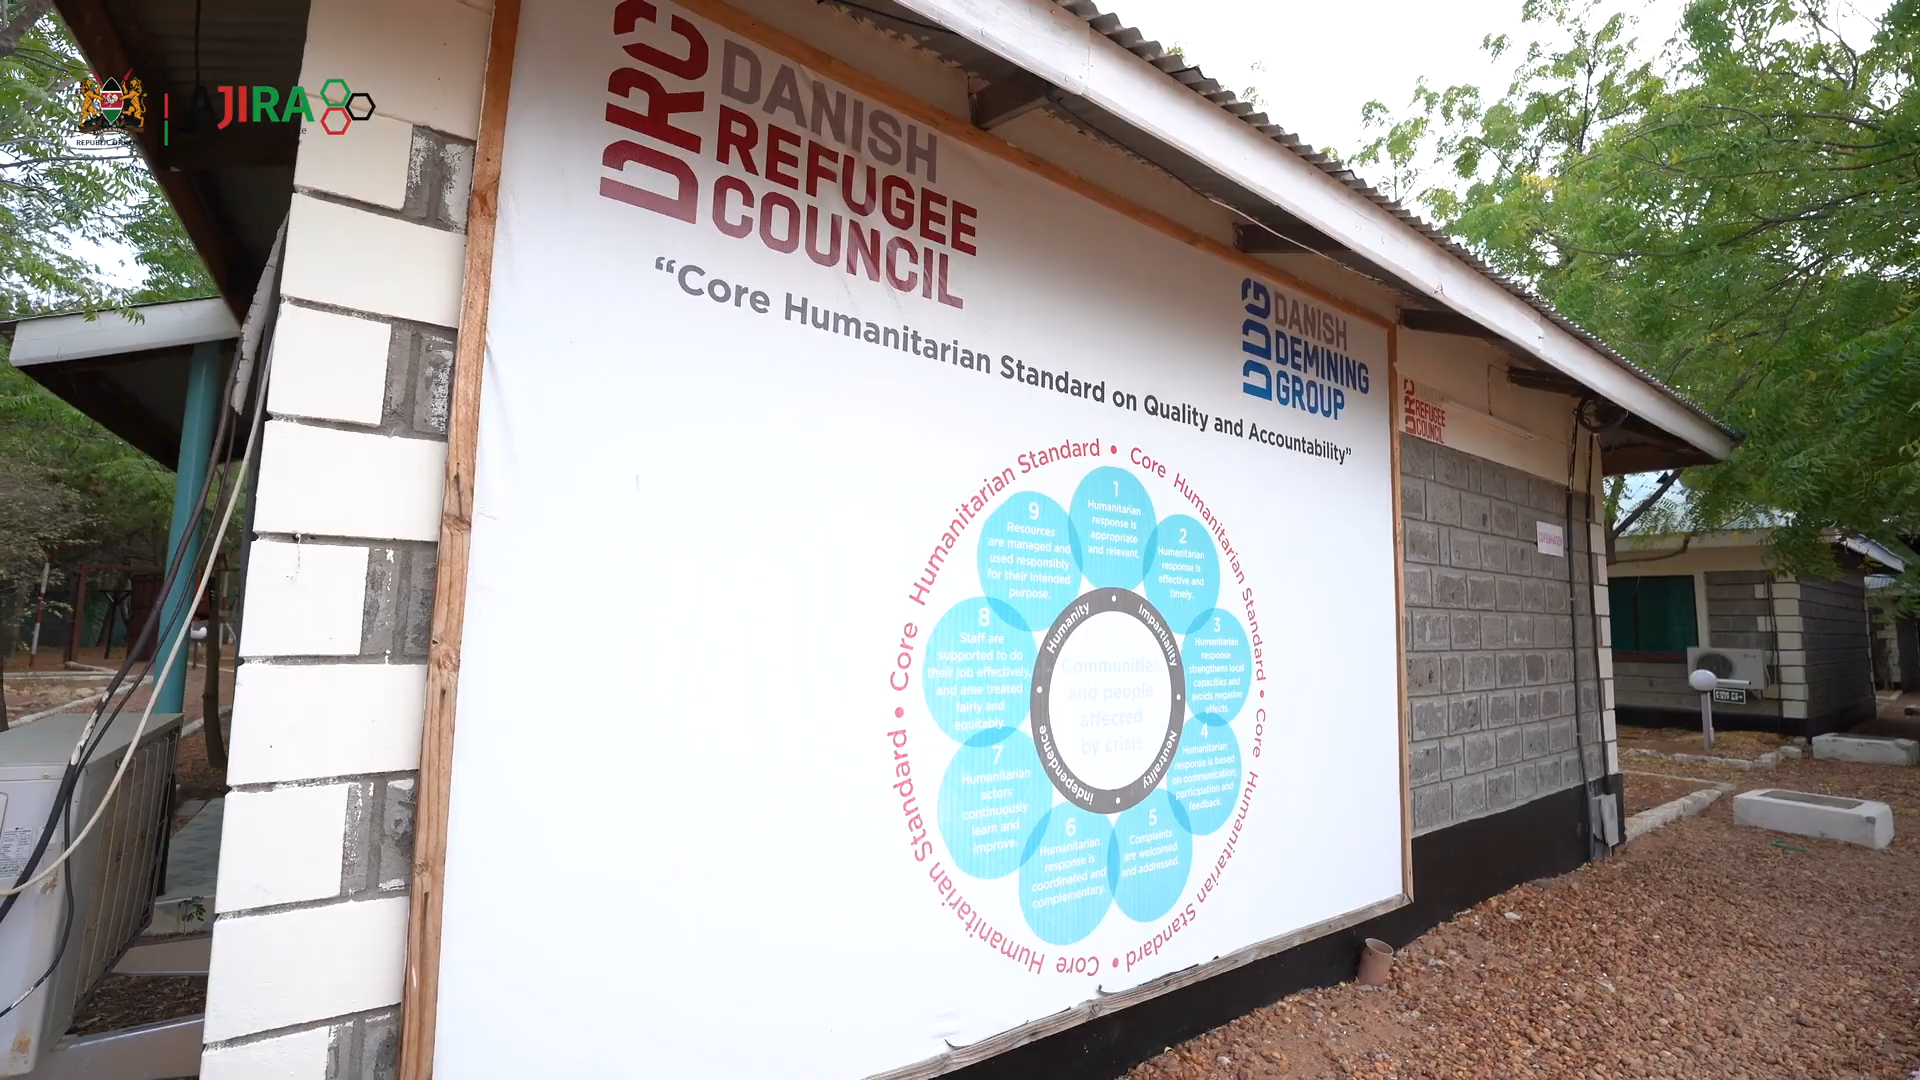 REPUBLIC OF
AJIRA
DRC
DANISH
REFUGEE
COUNCIL
“Core Humanitarian Standard on Quality and Accountability”
DDG
DANISH
DEMINING
GROUP
DRC
REFUGEE
COUNCIL
COPENHAGEN
Core Humanitarian Standard • Core Humanitarian Standard • Core Humanitarian Standard • Core Humanitarian Standard •
1
Humanitarian
response is
appropriate
and relevant.
2
Humanitarian
response is
effective and
timely.
3
Humanitarian
response
strengthens local
capacities and
avoids negative
effects.
4
Humanitarian
response is based
on communication,
participation and
feedback.
5
Complaints
are welcomed
and addressed.
6
Humanitarian
response is
coordinated and
complementary.
7
Humanitarian
actors
continuously
learn and
improve.
8
Staff are
supported to do
their job effectively,
and arae treated
fairly and
equitably.
9
Resources
are managed and
used responsibly
for their intended
purpose.
Humanity • Impartiality • Neutrality • independence •
Communities
and people
affected
by crisis